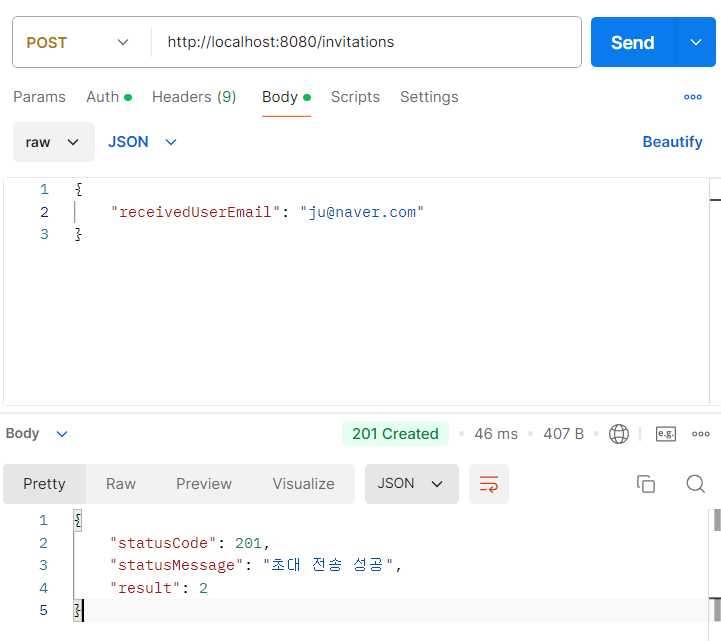 POST http://localhost:8080/invitations Send
Params Auth Headers (9) Body Scripts Settings
raw JSON Beautify
1 {
2 "receivedUserEmail": "ju@naver.com"
3 }
Body 201 Created 46 ms 407 B e.g.
Pretty Raw Preview Visualize JSON
1 {
2 "statusCode": 201,
3 "statusMessage": "초대 전송 성공",
4 "result": 2
5 }